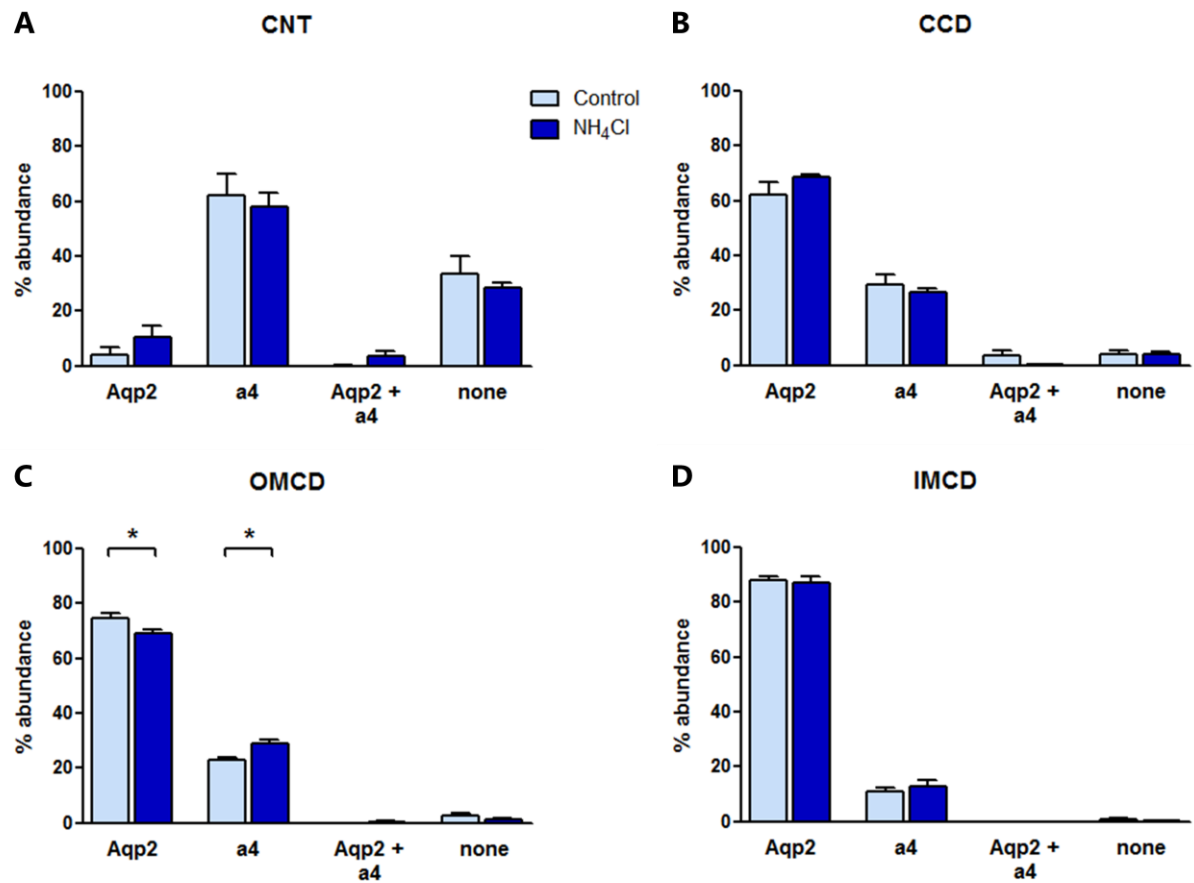 A
CNT
100
80
60
40
20
0
% abundance
Control
NH₄Cl
Aqp2
a4
Aqp2 +
a4
none
B
CCD
100
80
60
40
20
0
% abundance
Aqp2
a4
Aqp2 +
a4
none
C
OMCD
100
80
60
40
20
0
% abundance
*
*
Aqp2
a4
Aqp2 +
a4
none
D
IMCD
100
80
60
40
20
0
% abundance
Aqp2
a4
Aqp2 +
a4
none